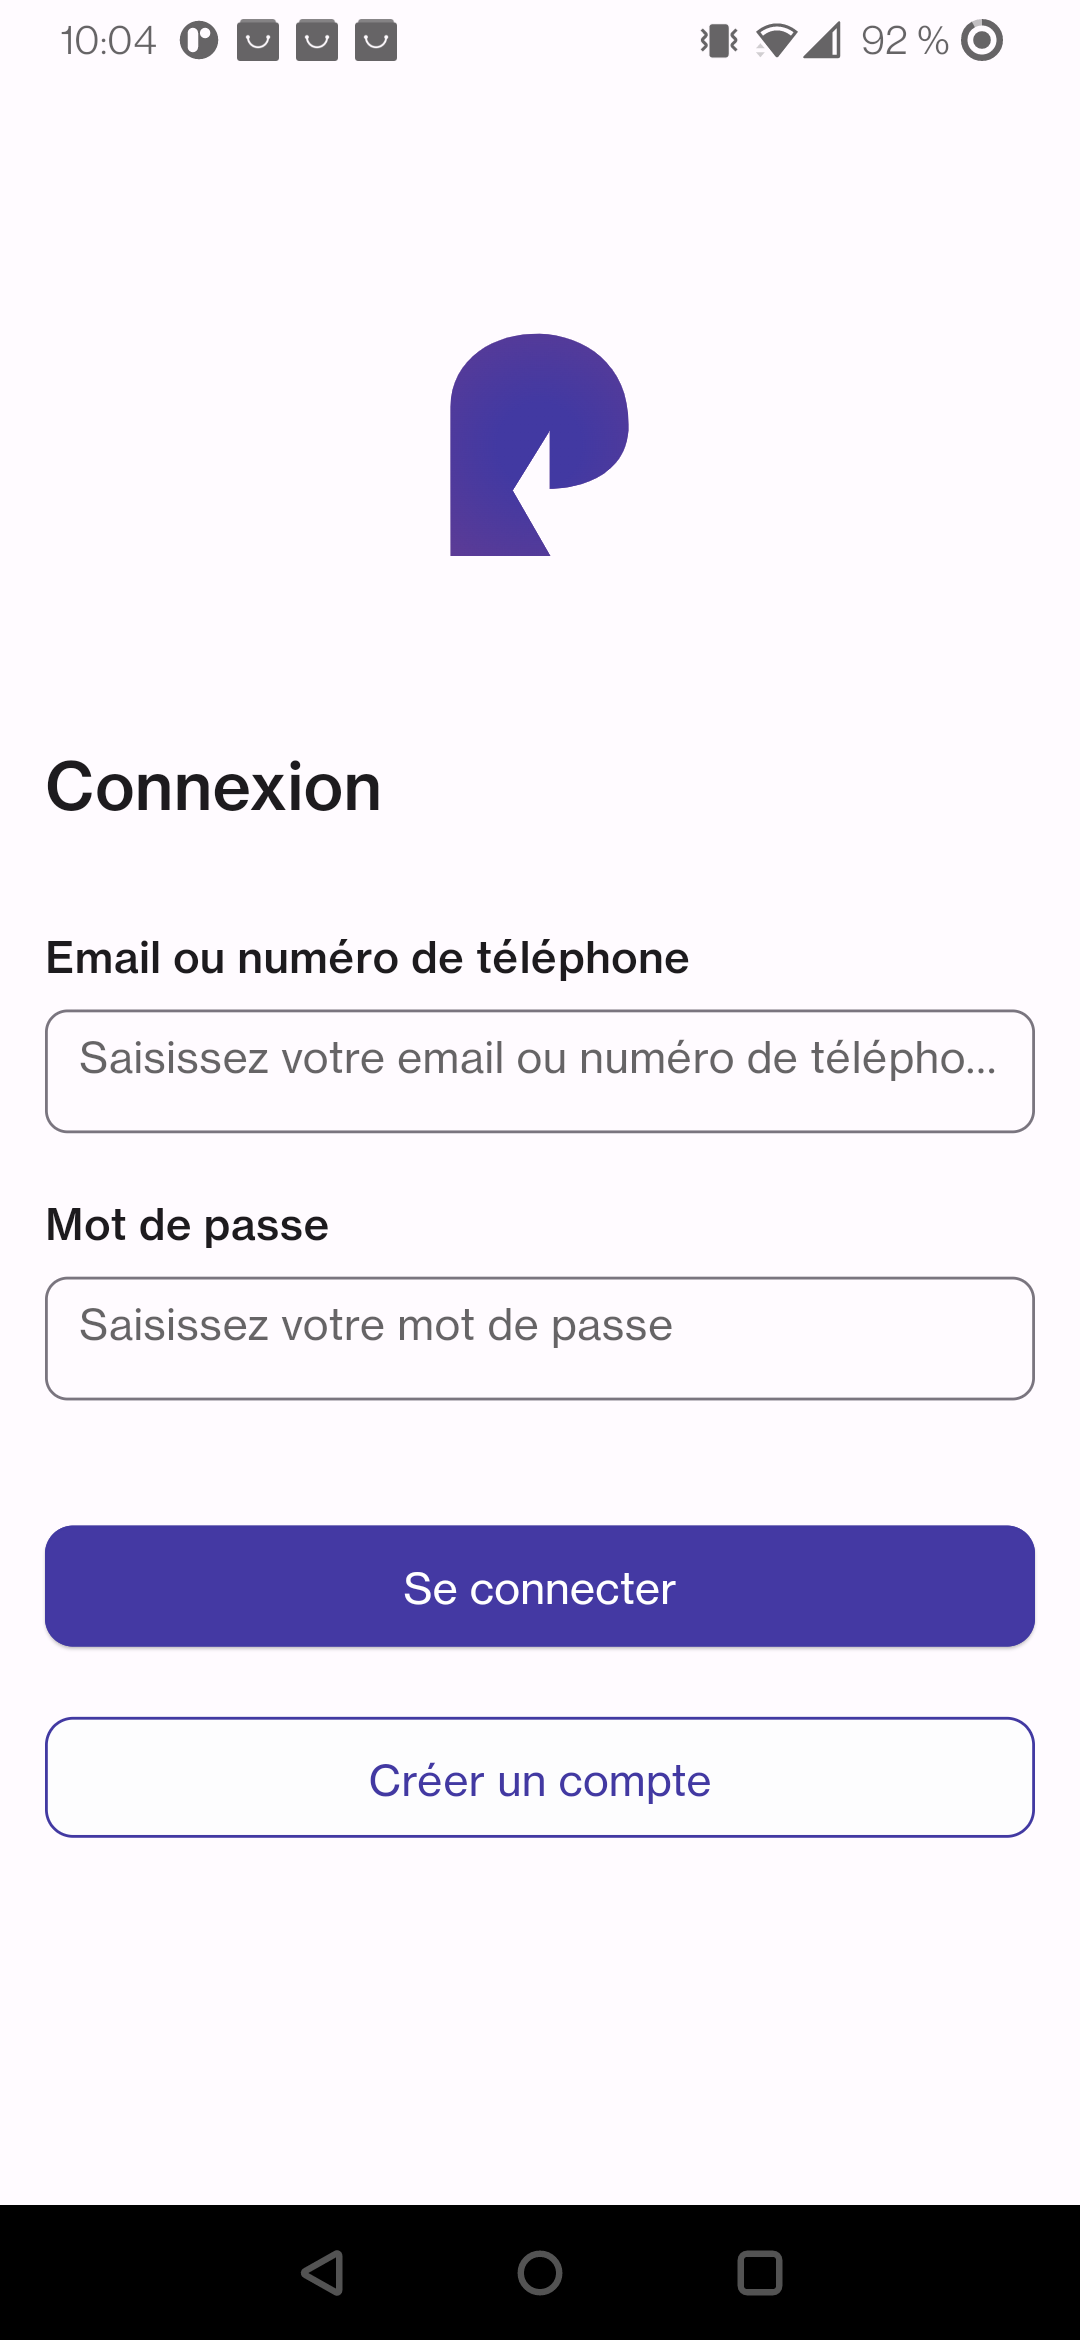 10:04 92 %
Connexion
Email ou numéro de téléphone
Saisissez votre email ou numéro de télépho...
Mot de passe
Saisissez votre mot de passe
Se connecter
Créer un compte